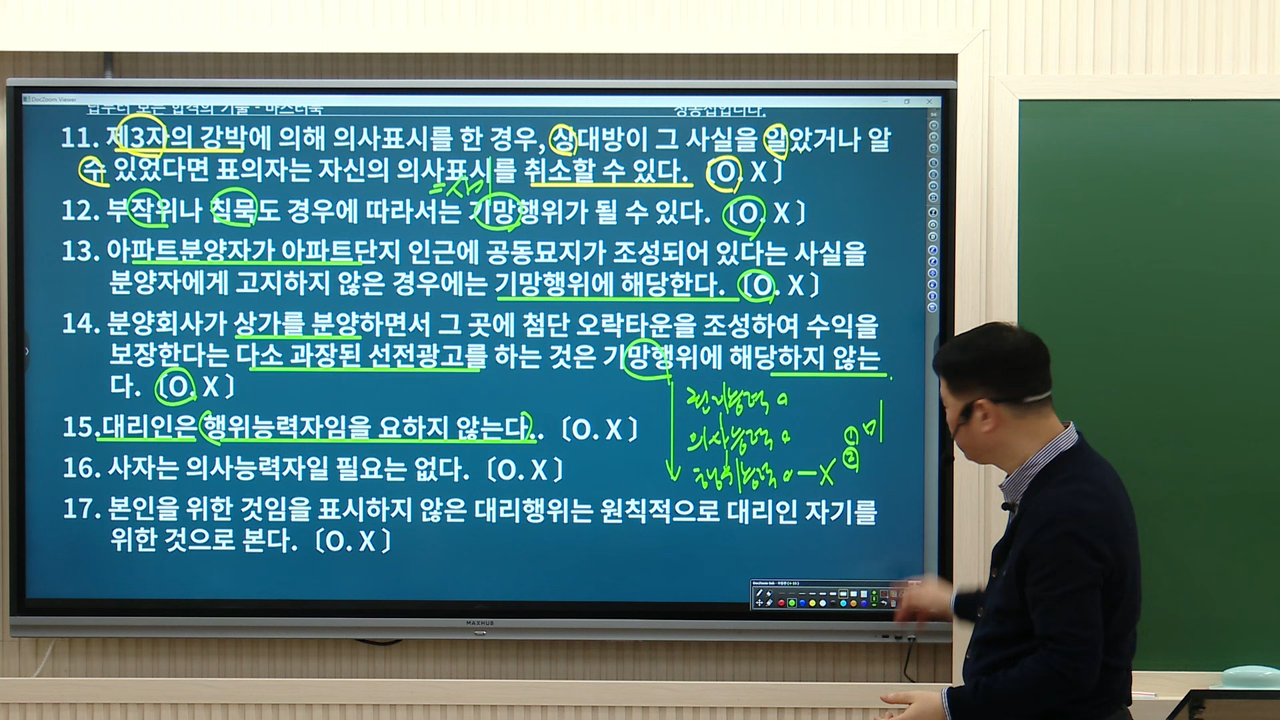 DocZoom Viewer
11. 제3자의 강박에 의해 의사표시를 한 경우, 상대방이 그 사실을 알았거나 알
수 있었다면 표의자는 자신의 의사표시를 취소할 수 있다. 〔O. X〕
12. 부작위나 침묵도 경우에 따라서는 기망행위가 될 수 있다. 〔O. X〕
13. 아파트분양자가 아파트단지 인근에 공동묘지가 조성되어 있다는 사실을
분양자에게 고지하지 않은 경우에는 기망행위에 해당한다. 〔O. X〕
14. 분양회사가 상가를 분양하면서 그 곳에 첨단 오락타운을 조성하여 수익을
보장한다는 다소 과장된 선전광고를 하는 것은 기망행위에 해당하지 않는
다. 〔O. X〕
권리능력 o
15.대리인은 행위능력자임을 요하지 않는다.. 〔O. X〕
의사능력 o
① 미
16. 사자는 의사능력자일 필요는 없다. 〔O. X〕
행위능력 o – X
②
17. 본인을 위한 것임을 표시하지 않은 대리행위는 원칙적으로 대리인 자기를
위한 것으로 본다. 〔O. X〕
MAXHUB